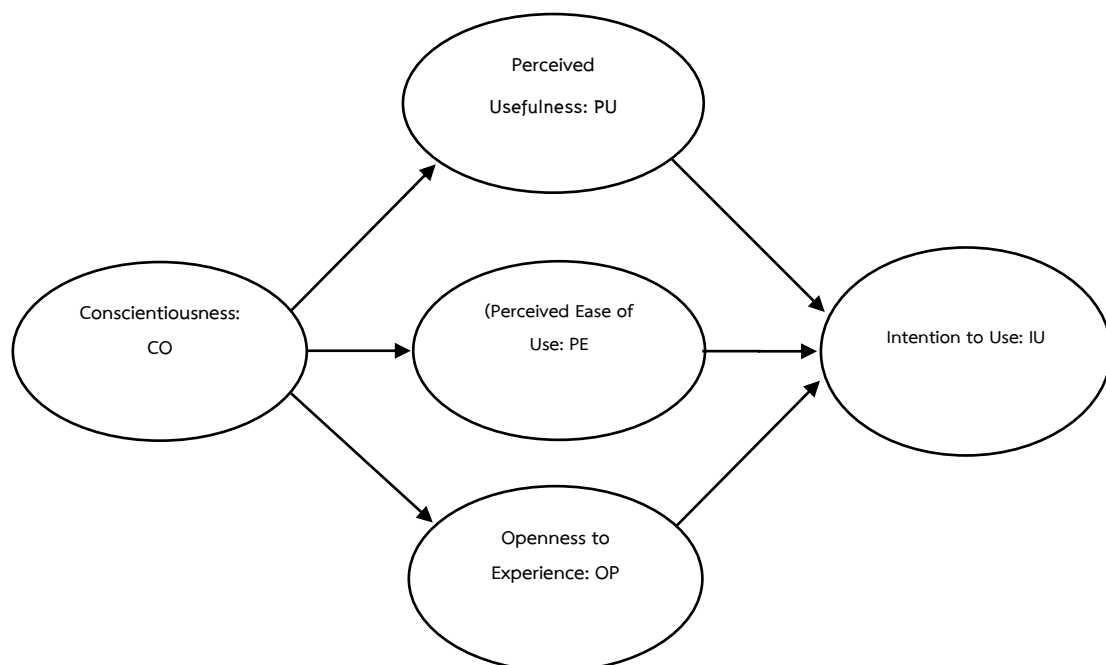 Perceived
Usefulness: PU
Conscientiousness:
CO
(Perceived Ease of
Use: PE
Intention to Use: IU
Openness to
Experience: OP